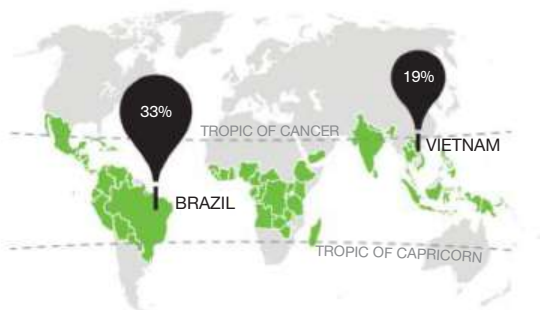 19%
33%
TROPIC OF CANCER
VIETNAM
BRAZIL
TROPIC OF CAPRICORN